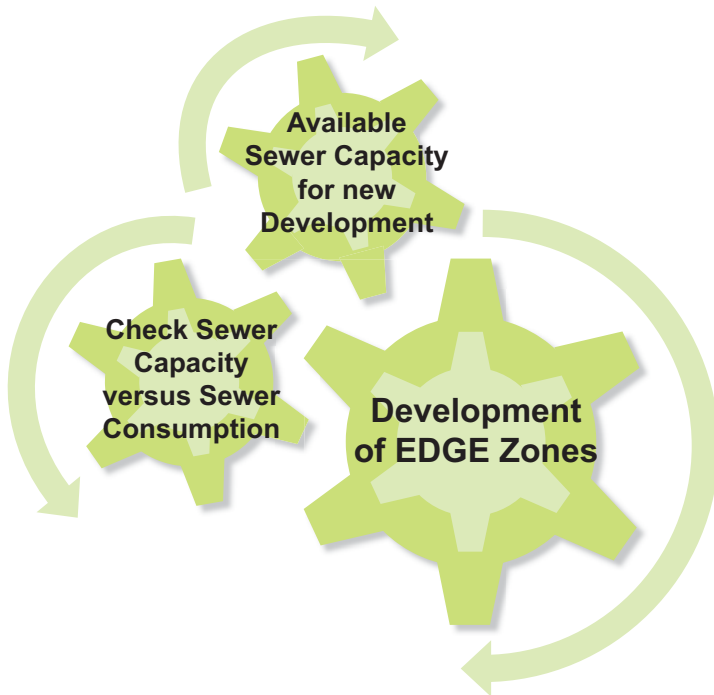 Available
Sewer Capacity
for new
Development
Check Sewer
Capacity
versus Sewer
Consumption
Development
of EDGE Zones